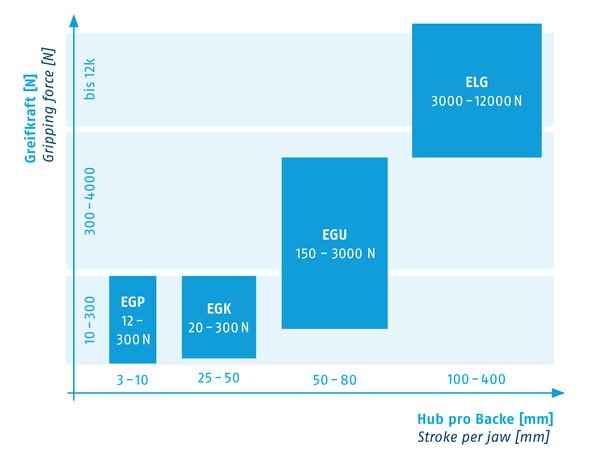 Greifkraft [N]
Gripping force [N]
bis 12k
300 – 4000
10 – 300
ELG
3000 – 12000 N
EGU
150 – 3000 N
EGP
12 –
300 N
EGK
20 – 300 N
3 – 10
25 – 50
50 – 80
100 – 400
Hub pro Backe [mm]
Stroke per jaw [mm]